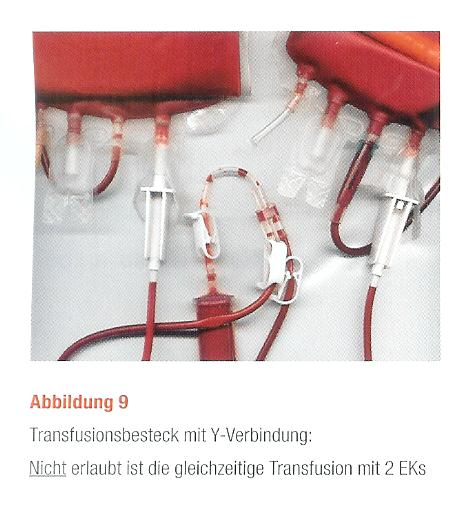 Abbildung 9
Transfusionsbesteck mit Y-Verbindung:
Nicht erlaubt ist die gleichzeitige Transfusion mit 2 EKs